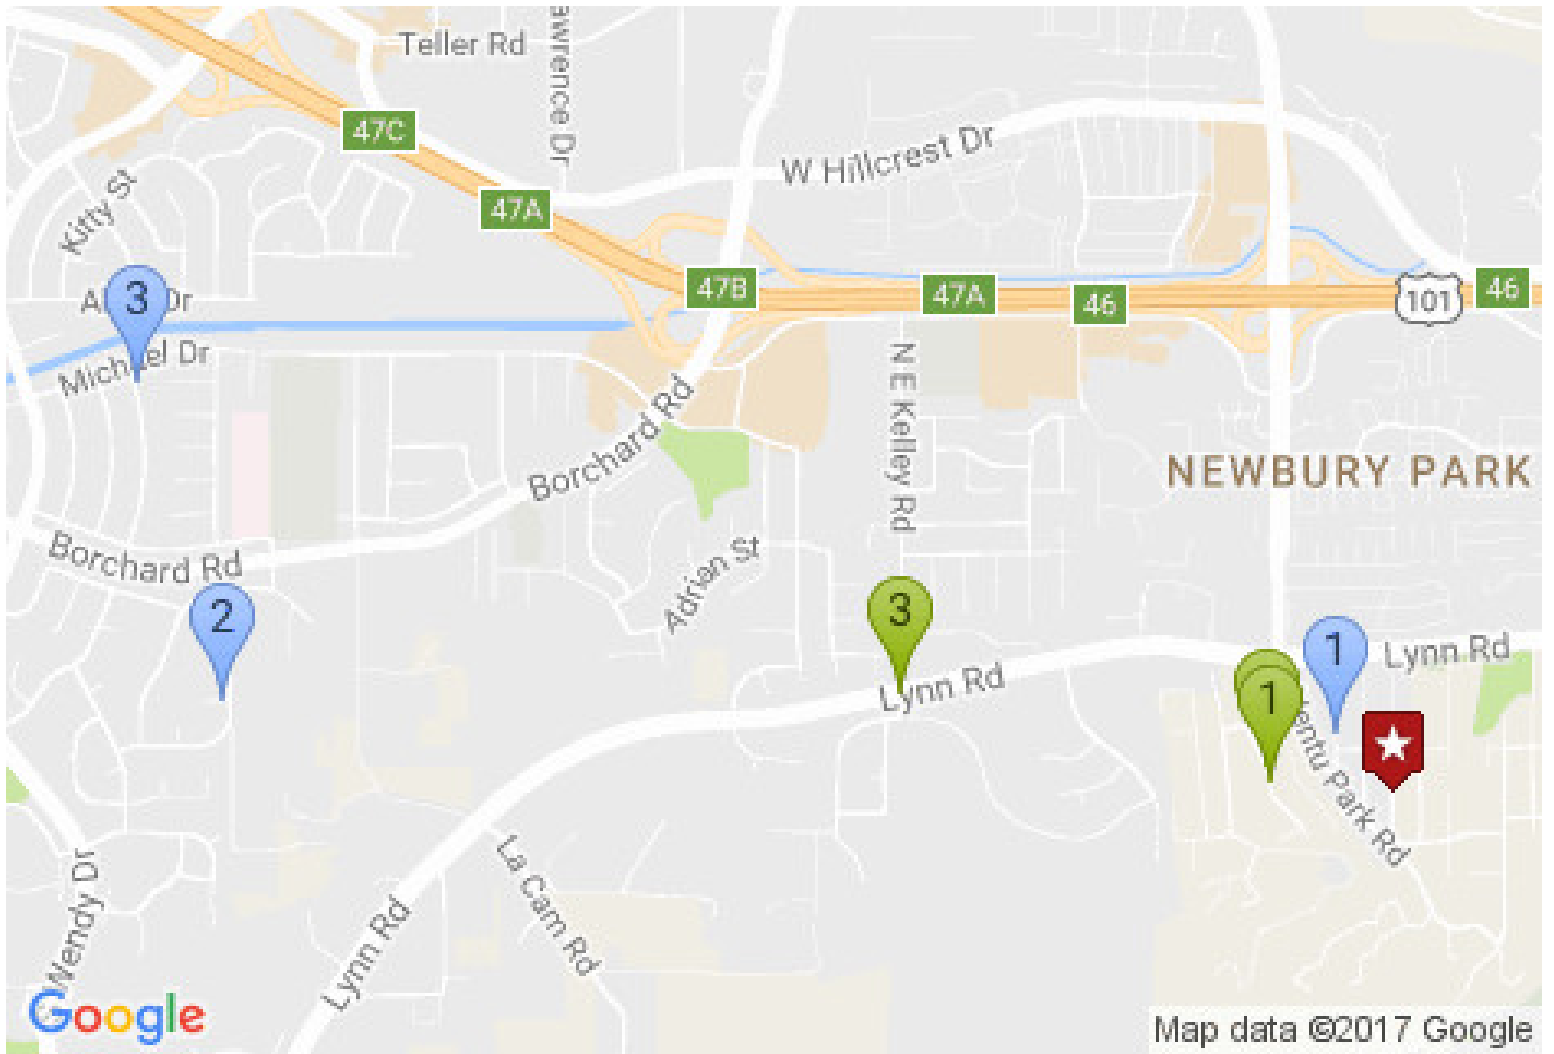 Teller Rd
awrence Dr
47C
W Hillcrest Dr
Kitty St
47A
47B
47A
46
101
46
3
Michael Dr
N E Kelley Rd
Borchard Rd
NEWBURY PARK
Borchard Rd
Adrian St
2
3
1
Lynn Rd
Lynn Rd
1
Ventu Park Rd
La Cam Rd
Wendy Dr
Lynn Rd
Google
Map data ©2017 Google